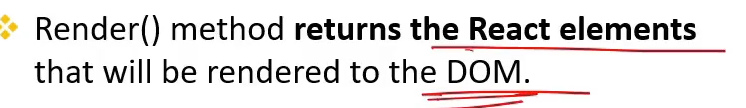 Render() method returns the React elements
that will be rendered to the DOM.